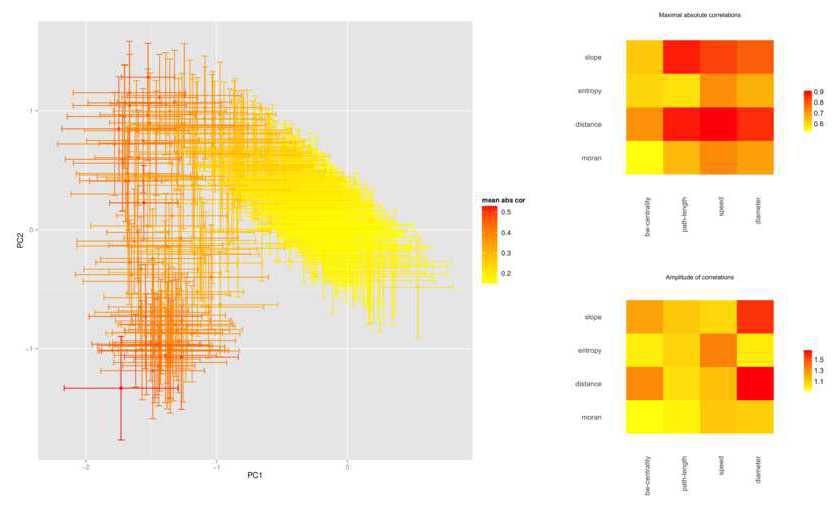 Maximal absolute correlations
slope
entropy
distance
moran
bw-centrality
path-length
speed
diameter
0.9
0.8
0.7
0.6
1
0
-1
PC2
-2
-1
0
PC1
mean abs cor
0.5
0.4
0.3
0.2
Amplitude of correlations
slope
entropy
distance
moran
bw-centrality
path-length
speed
diameter
1.5
1.3
1.1